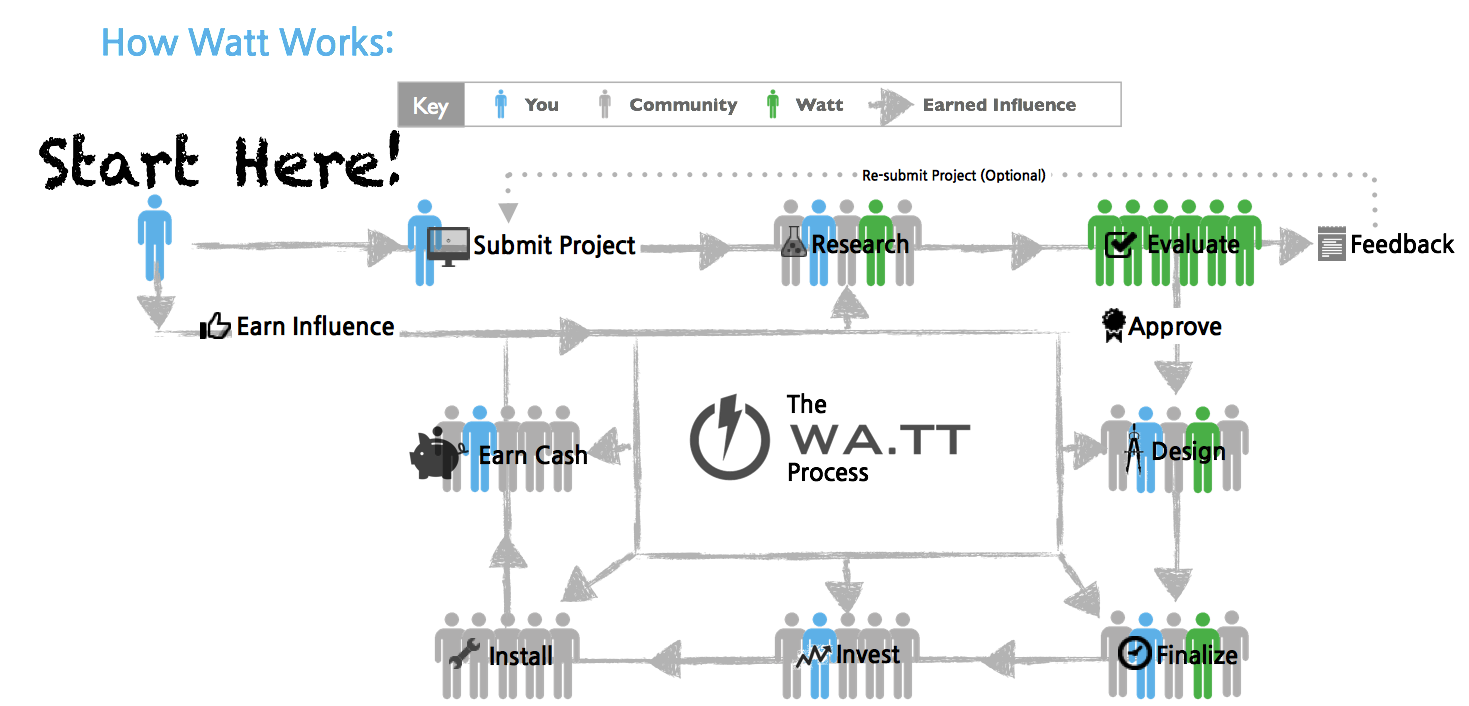 How Watt Works:
Key You Community Watt Earned Influence
Start Here!
Re-submit Project (Optional)
Submit Project
Research
Evaluate
Feedback
Earn Influence
Approve
The
WA.TT
Process
Earn Cash
Design
Install
Invest
Finalize